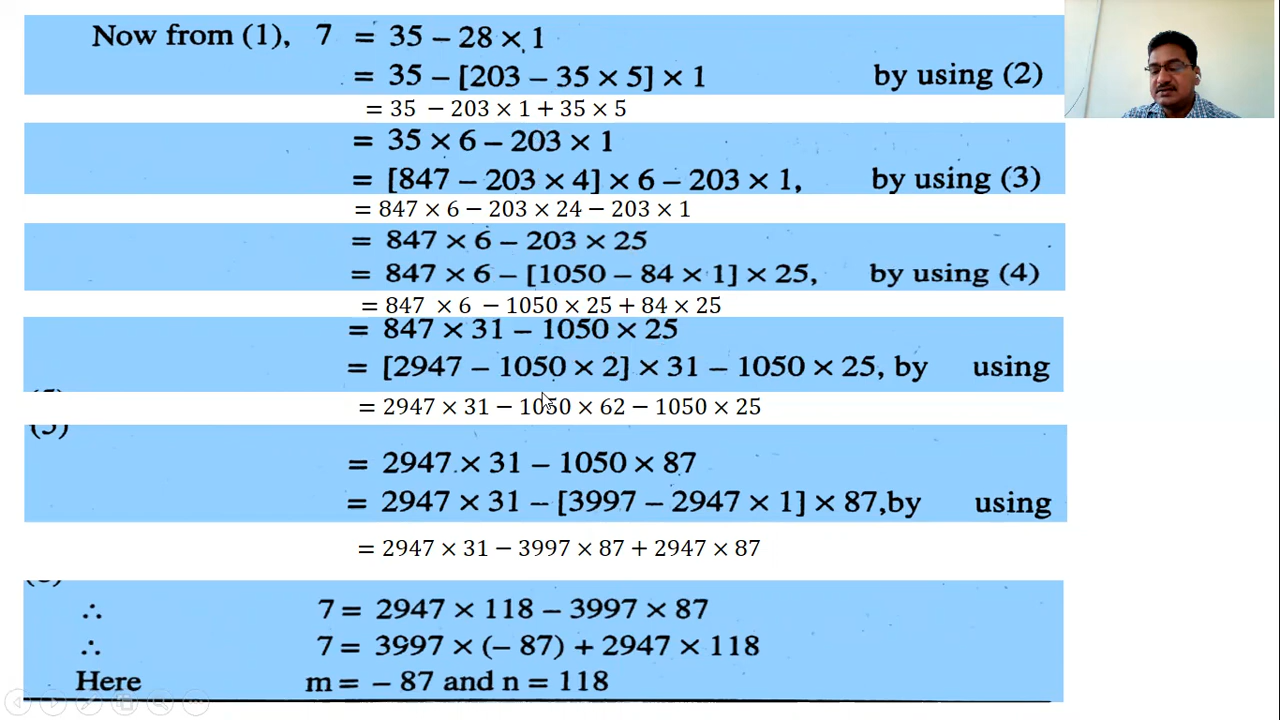 Now from (1), 7 = 35 – 28 × 1
= 35 – [203 – 35 × 5] × 1 by using (2)
= 35 − 203 × 1 + 35 × 5
= 35 × 6 – 203 × 1
= [847 – 203 × 4] × 6 – 203 × 1, by using (3)
= 847 × 6 − 203 × 24 − 203 × 1
= 847 × 6 – 203 × 25
= 847 × 6 – [1050 – 84 × 1] × 25, by using (4)
= 847 × 6 − 1050 × 25 + 84 × 25
= 847 × 31 – 1050 × 25
= [2947 – 1050 × 2] × 31 – 1050 × 25, by using
= 2947 × 31 − 1050 × 62 − 1050 × 25
= 2947 × 31 – 1050 × 87
= 2947 × 31 – [3997 – 2947 × 1] × 87,by using
= 2947 × 31 − 3997 × 87 + 2947 × 87
∴ 7 = 2947 × 118 – 3997 × 87
∴ 7 = 3997 × (– 87) + 2947 × 118
Here m = – 87 and n = 118